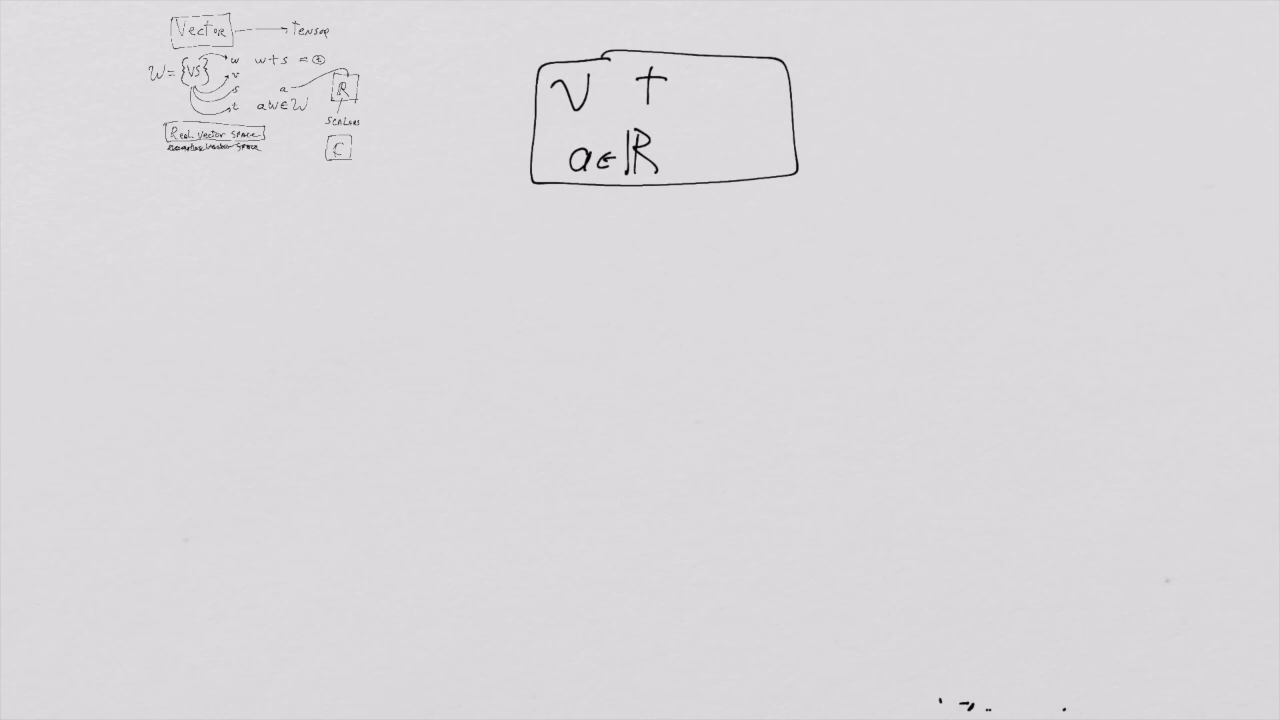 Vector → Tensor
W = {VS} w w+s = t
v
s
t
a
aw∈W
R
SCALARS
Real vector space
C
V +
a∈ℝ